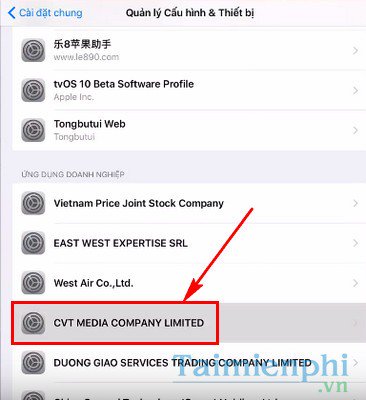 Cài đặt chung
Quản lý Cấu hình & Thiết bị
乐8苹果助手
www.le890.com
tvOS 10 Beta Software Profile
Apple Inc.
Tongbutui Web
Tongbutui
ỨNG DỤNG DOANH NGHIỆP
Vietnam Price Joint Stock Company
EAST WEST EXPERTISE SRL
West Air Co.,Ltd.
CVT MEDIA COMPANY LIMITED
DUONG GIAO SERVICES TRADING COMPANY LIMITED
Taimienphi
.vn